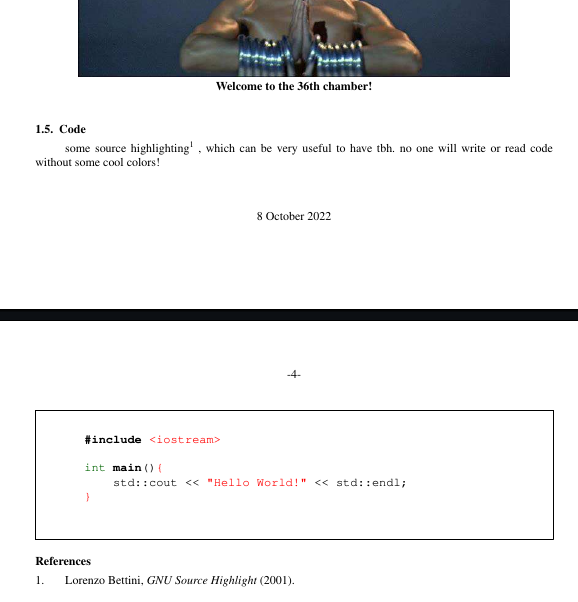 Welcome to the 36th chamber!
1.5. Code
some source highlighting1 , which can be very useful to have tbh. no one will write or read code
without some cool colors!
8 October 2022
-4-
#include <iostream>
int main(){
    std::cout << "Hello World!" << std::endl;
}
References
1. Lorenzo Bettini, GNU Source Highlight (2001).